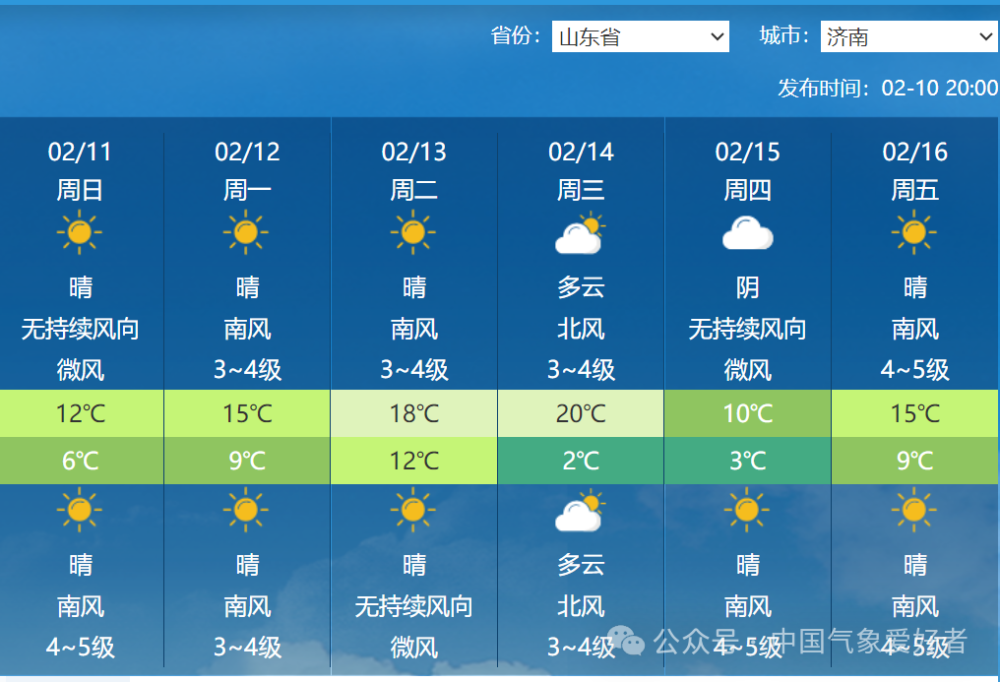 省份： 山东省 城市： 济南
发布时间：02-10 20:00
02/11 02/12 02/13 02/14 02/15 02/16
周日 周一 周二 周三 周四 周五
晴 晴 晴 多云 阴 晴
无持续风向 南风 南风 北风 无持续风向 南风
微风 3~4级 3~4级 3~4级 微风 4~5级
12℃ 15℃ 18℃ 20℃ 10℃ 15℃
6℃ 9℃ 12℃ 2℃ 3℃ 9℃
晴 晴 晴 多云 晴 晴
南风 南风 无持续风向 北风 南风 南风
4~5级 3~4级 微风 3~4级 4~5级 4~5级
公众号 · 中国气象爱好者